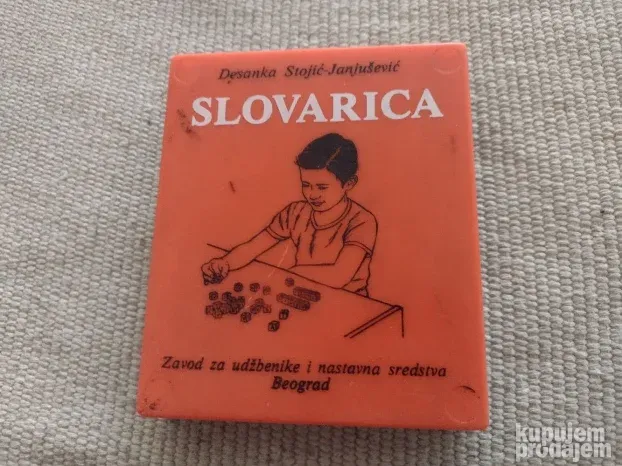 Desanka Stojić-Janjušević
SLOVARICA
Zavod za udžbenike i nastavna sredstva
Beograd
kupujem
prodajem